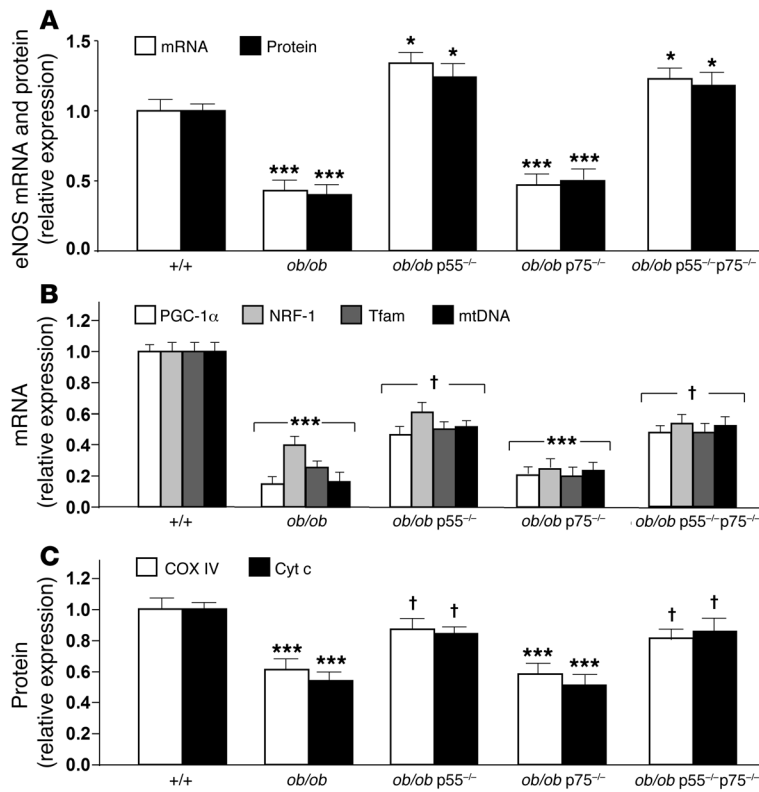 A
eNOS mRNA and protein
(relative expression)
mRNA Protein
1.5
1.0
0.5
0.0
* * * *
*** *** *** ***
+/+ ob/ob ob/ob p55⁻/⁻ ob/ob p75⁻/⁻ ob/ob p55⁻/⁻p75⁻/⁻
B
mRNA
(relative expression)
PGC-1α NRF-1 Tfam mtDNA
1.2
1.0
0.8
0.6
0.4
0.2
0.0
*** † *** †
+/+ ob/ob ob/ob p55⁻/⁻ ob/ob p75⁻/⁻ ob/ob p55⁻/⁻p75⁻/⁻
C
Protein
(relative expression)
COX IV Cyt c
1.2
1.0
0.8
0.6
0.4
0.2
0.0
† † † †
*** *** *** ***
+/+ ob/ob ob/ob p55⁻/⁻ ob/ob p75⁻/⁻ ob/ob p55⁻/⁻p75⁻/⁻